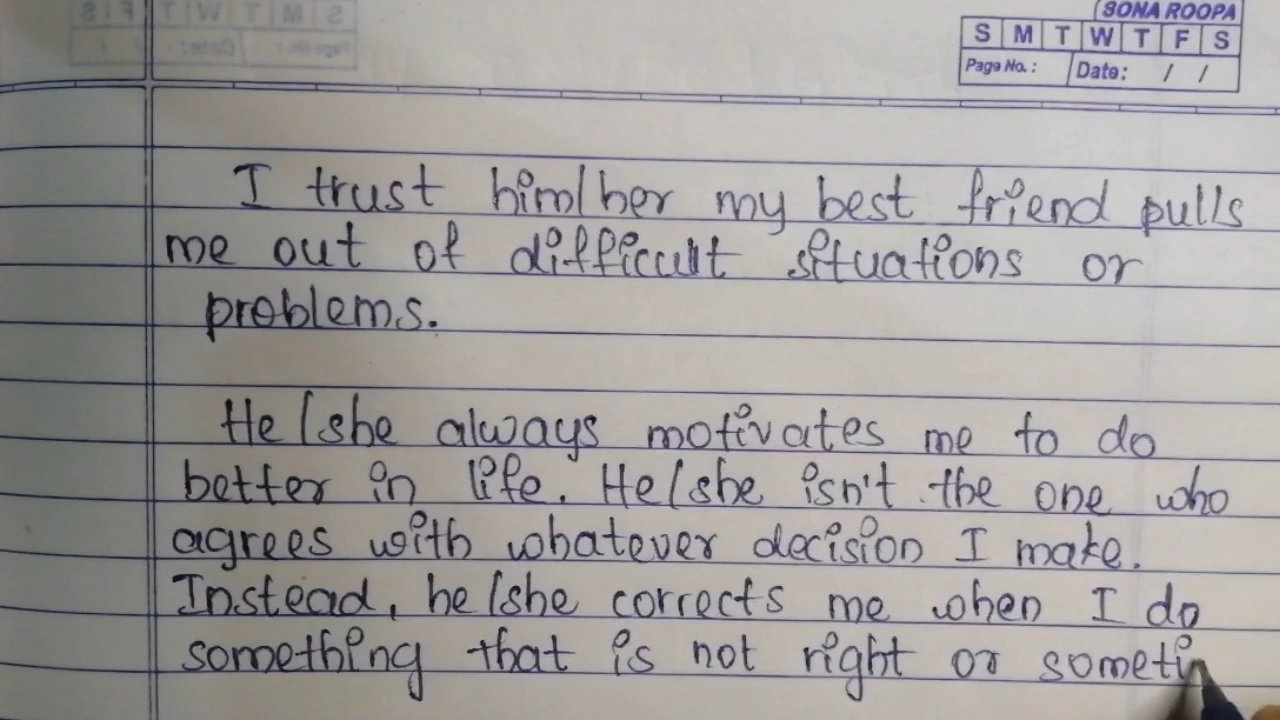 SONA ROOPA
S M T W T F S
Page No.: Date: / /
I trust him/her my best friend pulls
me out of difficult situations or
problems.
He/she always motivates me to do
better in life. He/she isn't the one who
agrees with whatever decision I make.
Instead, he/she corrects me when I do
something that is not right or someti